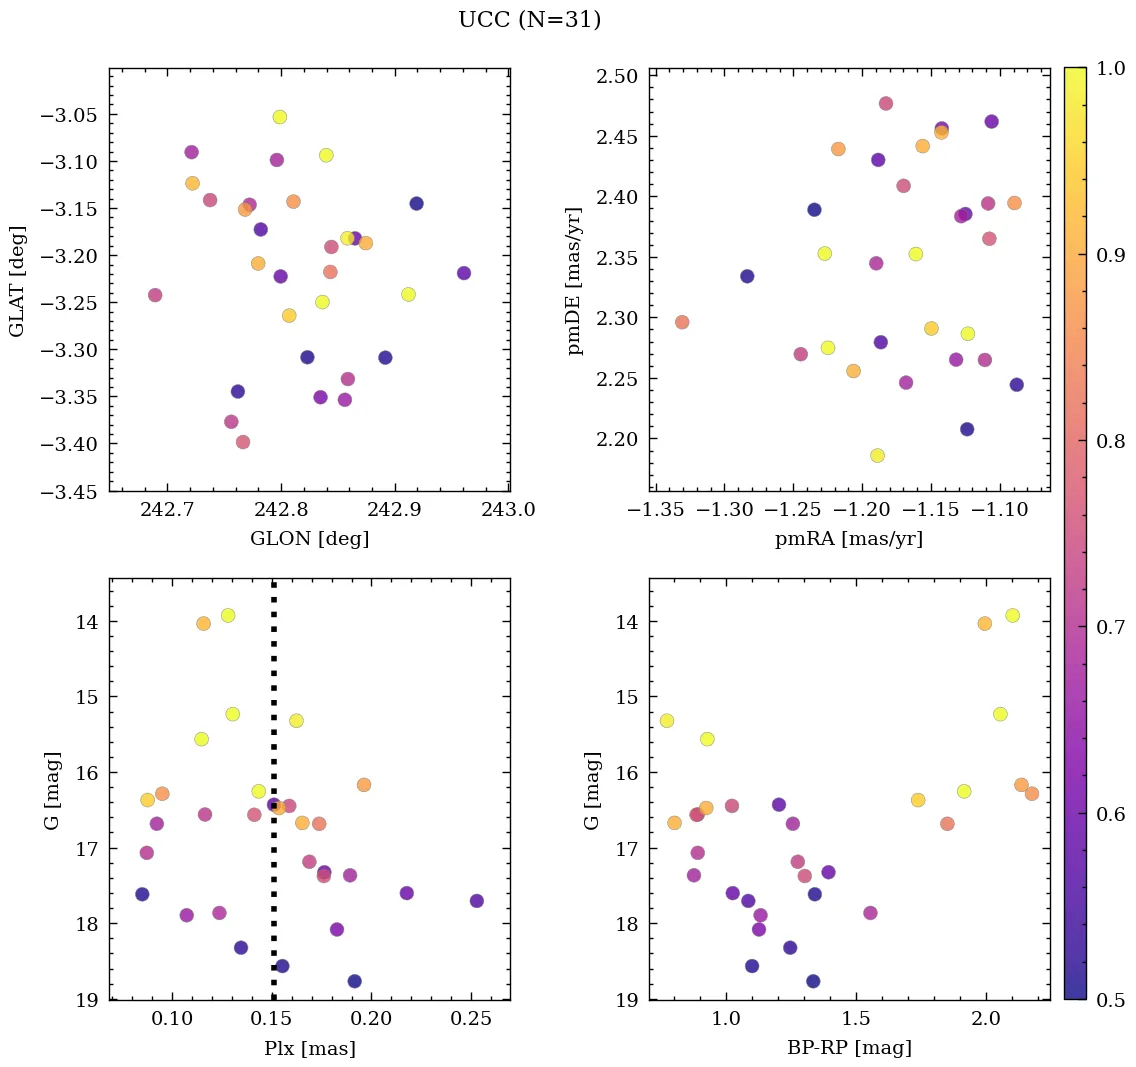 UCC (N=31)
−3.05
−3.10
−3.15
−3.20
−3.25
−3.30
−3.35
−3.40
−3.45
GLAT [deg]
242.7 242.8 242.9 243.0
GLON [deg]
2.50
2.45
2.40
2.35
2.30
2.25
2.20
pmDE [mas/yr]
−1.35 −1.30 −1.25 −1.20 −1.15 −1.10
pmRA [mas/yr]
14
15
16
17
18
19
G [mag]
0.10 0.15 0.20 0.25
Plx [mas]
14
15
16
17
18
19
G [mag]
1.0 1.5 2.0
BP-RP [mag]
1.0
0.9
0.8
0.7
0.6
0.5